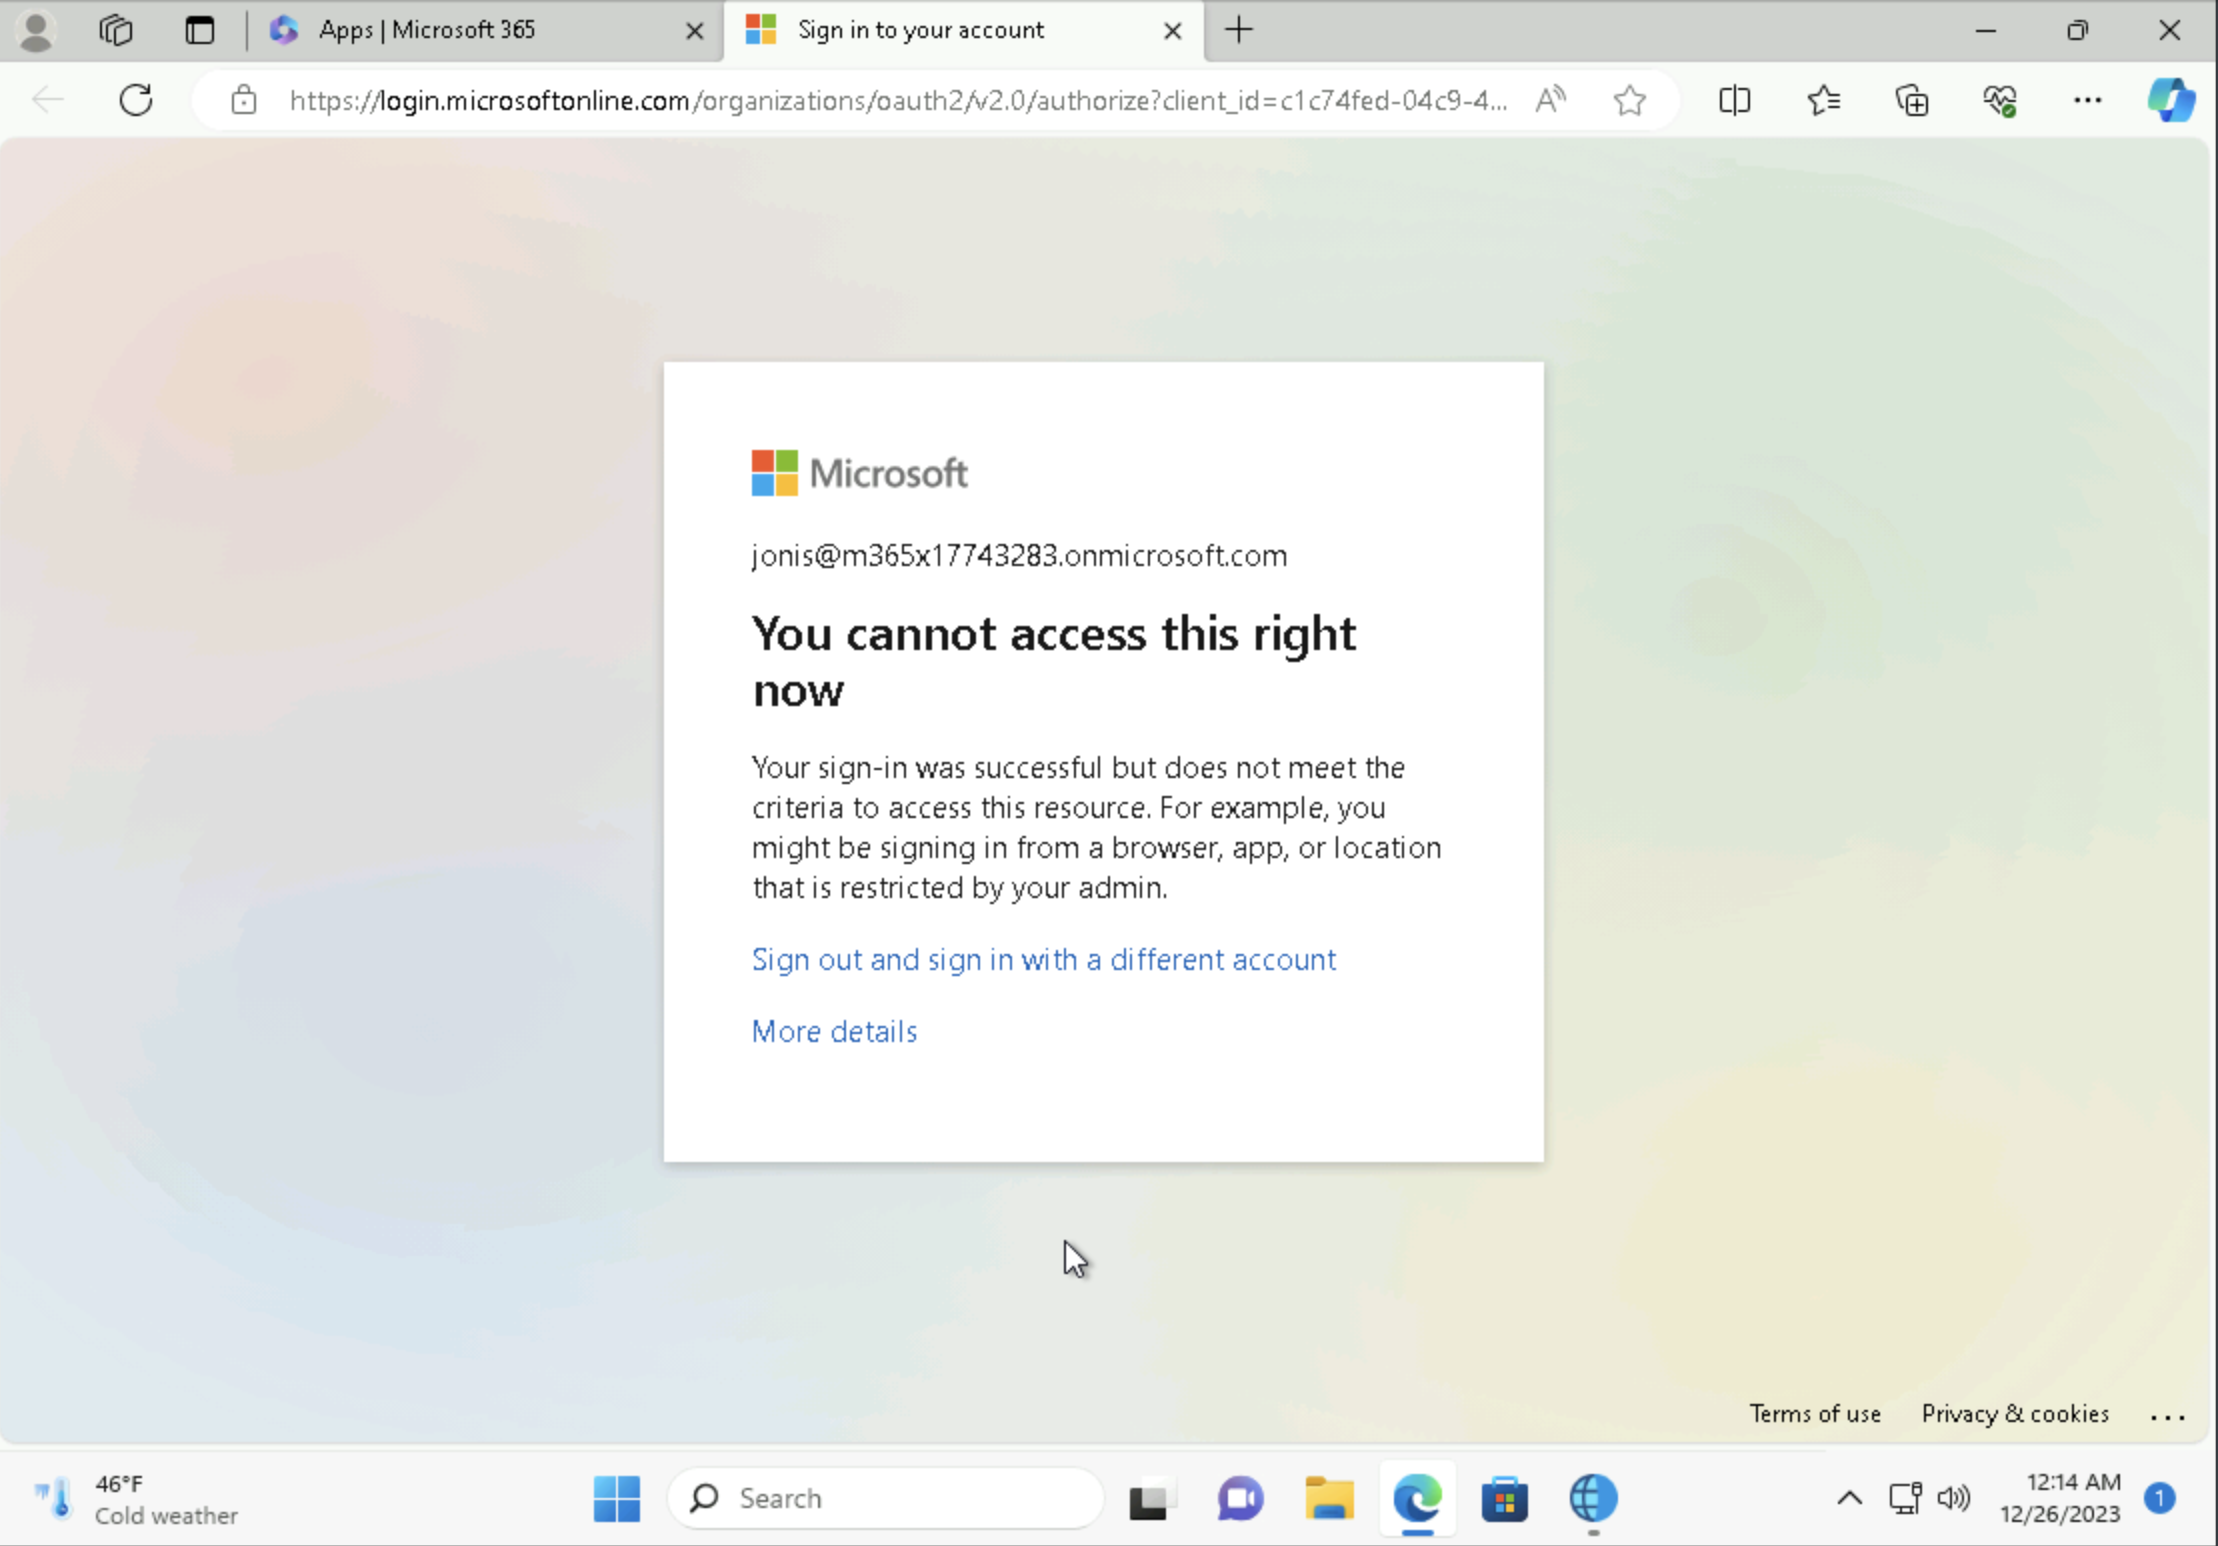 Apps | Microsoft 365
Sign in to your account
https://login.microsoftonline.com/organizations/oauth2/v2.0/authorize?client_id=c1c74fed-04c9-4...
Microsoft
jonis@m365x17743283.onmicrosoft.com
You cannot access this right
now
Your sign-in was successful but does not meet the
criteria to access this resource. For example, you
might be signing in from a browser, app, or location
that is restricted by your admin.
Sign out and sign in with a different account
More details
Terms of use
Privacy & cookies
...
46°F
Cold weather
Search
12:14 AM
12/26/2023
1